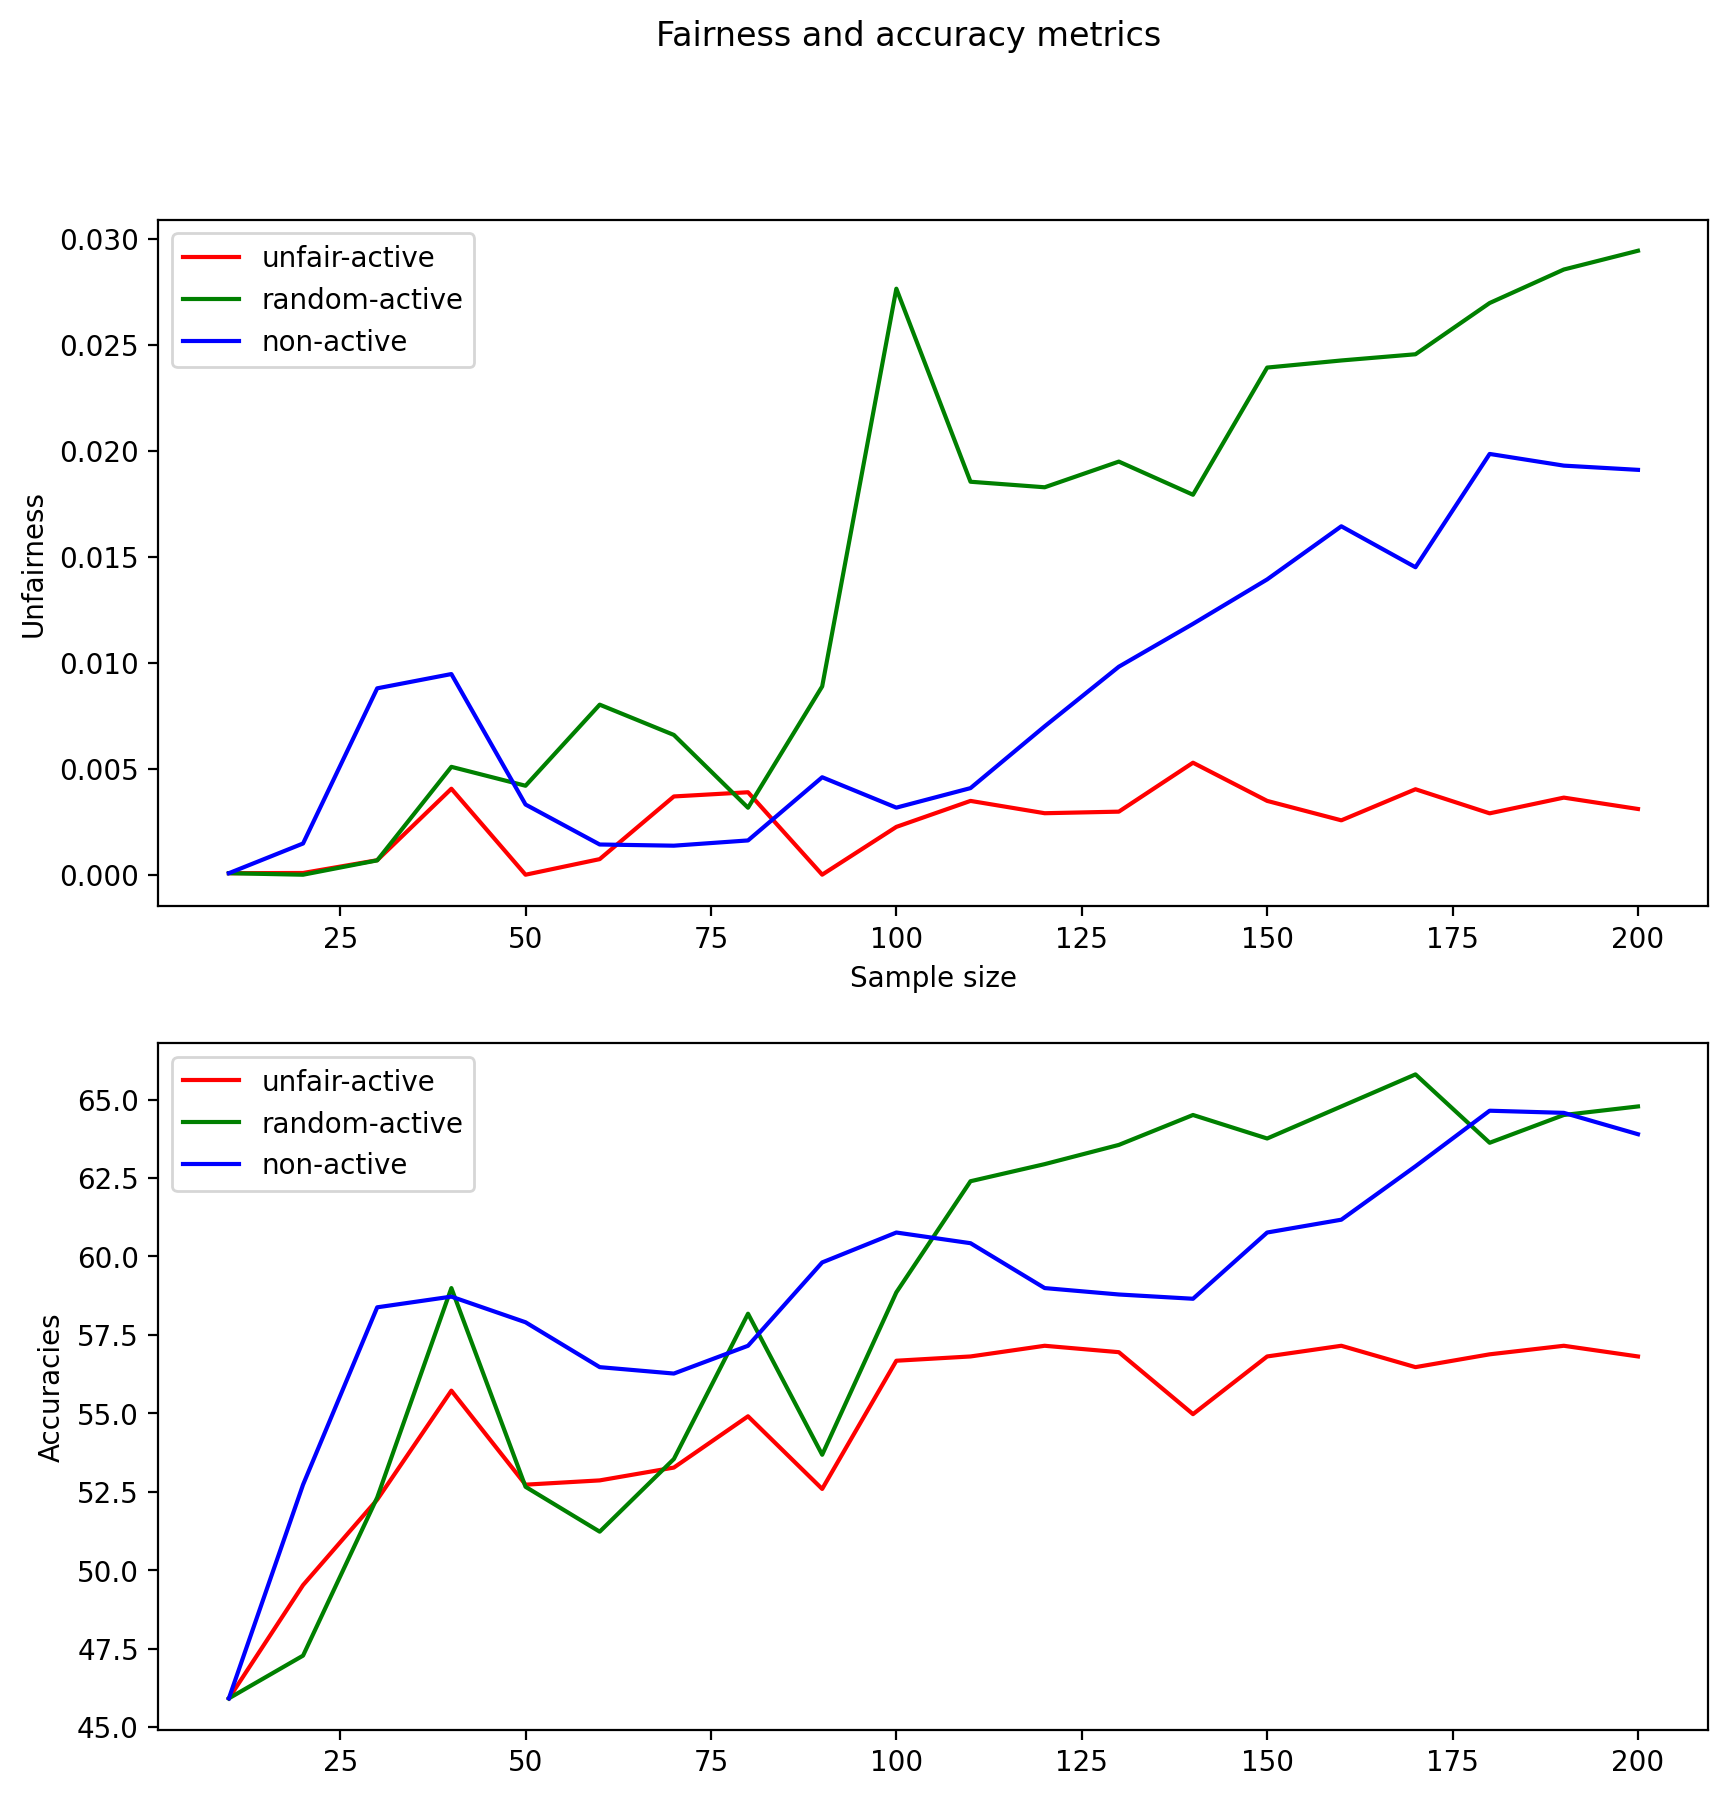 Fairness and accuracy metrics
unfair-active
random-active
non-active
0.030
0.025
0.020
0.015
0.010
0.005
0.000
Unfairness
25 50 75 100 125 150 175 200
Sample size
unfair-active
random-active
non-active
65.0
62.5
60.0
57.5
55.0
52.5
50.0
47.5
45.0
Accuracies
25 50 75 100 125 150 175 200